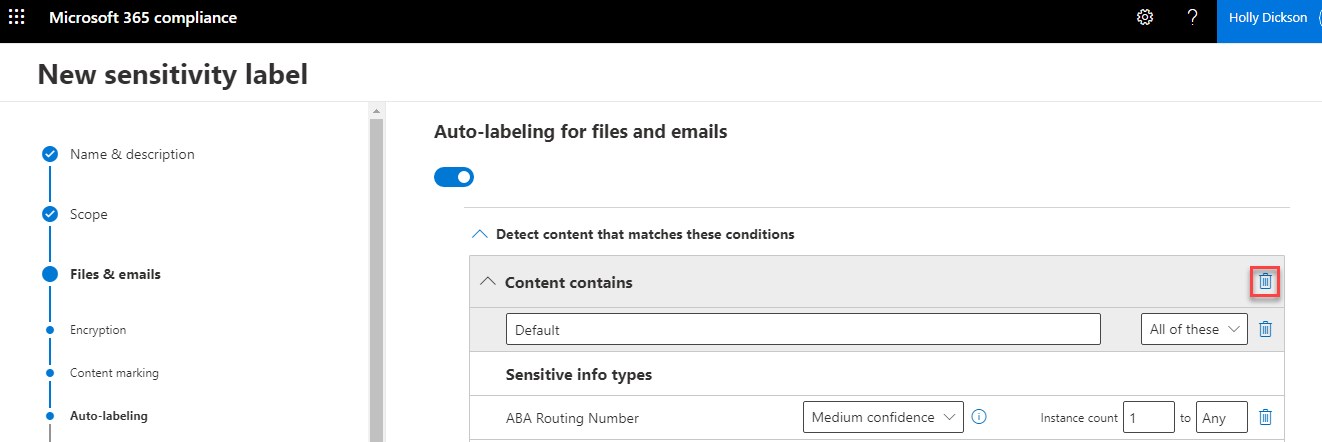 Microsoft 365 compliance
?
Holly Dickson
New sensitivity label
Name & description
Scope
Files & emails
Encryption
Content marking
Auto-labeling
Auto-labeling for files and emails
Detect content that matches these conditions
Content contains
Default All of these
Sensitive info types
ABA Routing Number Medium confidence Instance count 1 to Any